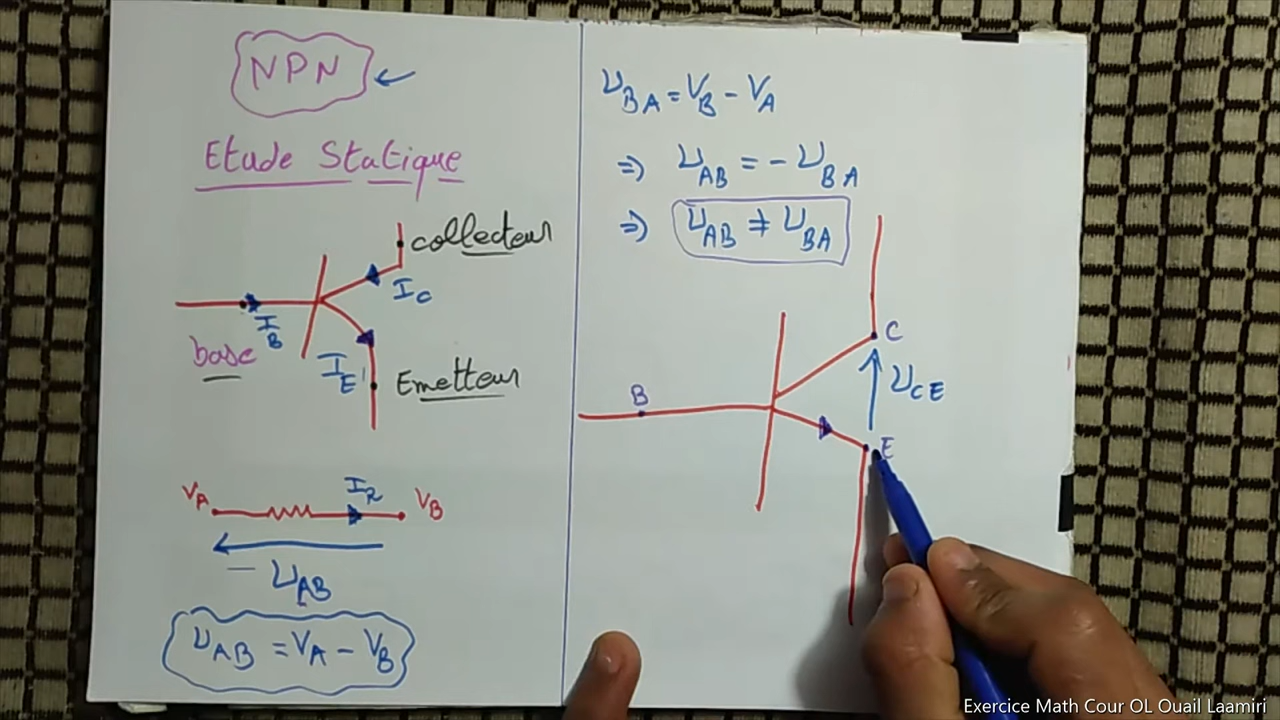 NPN
Etude Statique
collecteur
I_C
I_B
base
I_E
Emetteur
V_A
I_R
V_B
U_AB
U_AB = V_A - V_B
U_BA = V_B - V_A
=> U_AB = - U_BA
=> U_AB ≠ U_BA
C
U_CE
B
E
Exercice Math Cour OL Ouail Laamiri